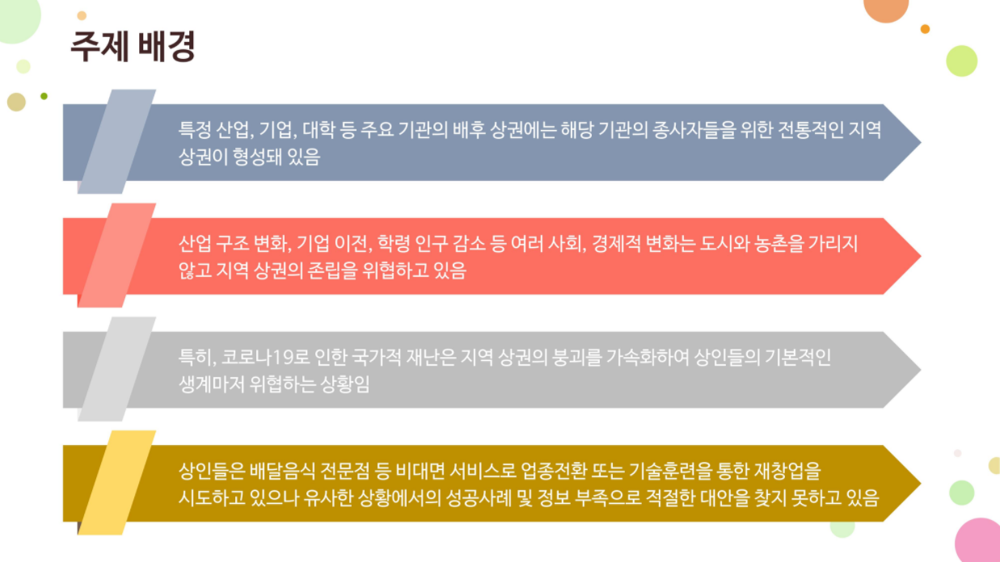 주제 배경
특정 산업, 기업, 대학 등 주요 기관의 배후 상권에는 해당 기관의 종사자들을 위한 전통적인 지역
상권이 형성돼 있음
산업 구조 변화, 기업 이전, 학령 인구 감소 등 여러 사회, 경제적 변화는 도시와 농촌을 가리지
않고 지역 상권의 존립을 위협하고 있음
특히, 코로나19로 인한 국가적 재난은 지역 상권의 붕괴를 가속화하여 상인들의 기본적인
생계마저 위협하는 상황임
상인들은 배달음식 전문점 등 비대면 서비스로 업종전환 또는 기술훈련을 통한 재창업을
시도하고 있으나 유사한 상황에서의 성공사례 및 정보 부족으로 적절한 대안을 찾지 못하고 있음